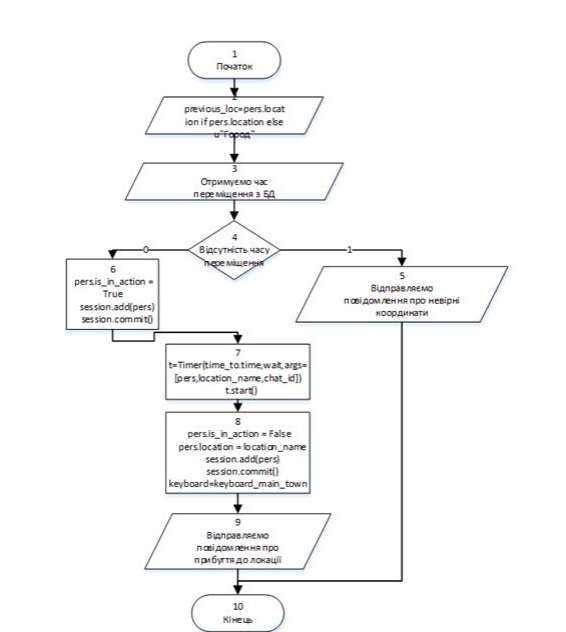 1
Початок
2
previous_loc=pers.locat
ion if pers.location else
u"Город"
3
Отримуємо час
переміщення з БД
4
Відсутність часу
переміщення
0
1
6
pers.is_in_action =
True
session.add(pers)
session.commit()
5
Відправляємо
повідомлення про невірні
координати
7
t=Timer(time_to.time,wait,args=
[pers,location_name,chat_id])
t.start()
8
pers.is_in_action = False
pers.location = location_name
session.add(pers)
session.commit()
keyboard=keyboard_main_town
9
Відправляємо
повідомлення про
прибуття до локації
10
Кінець